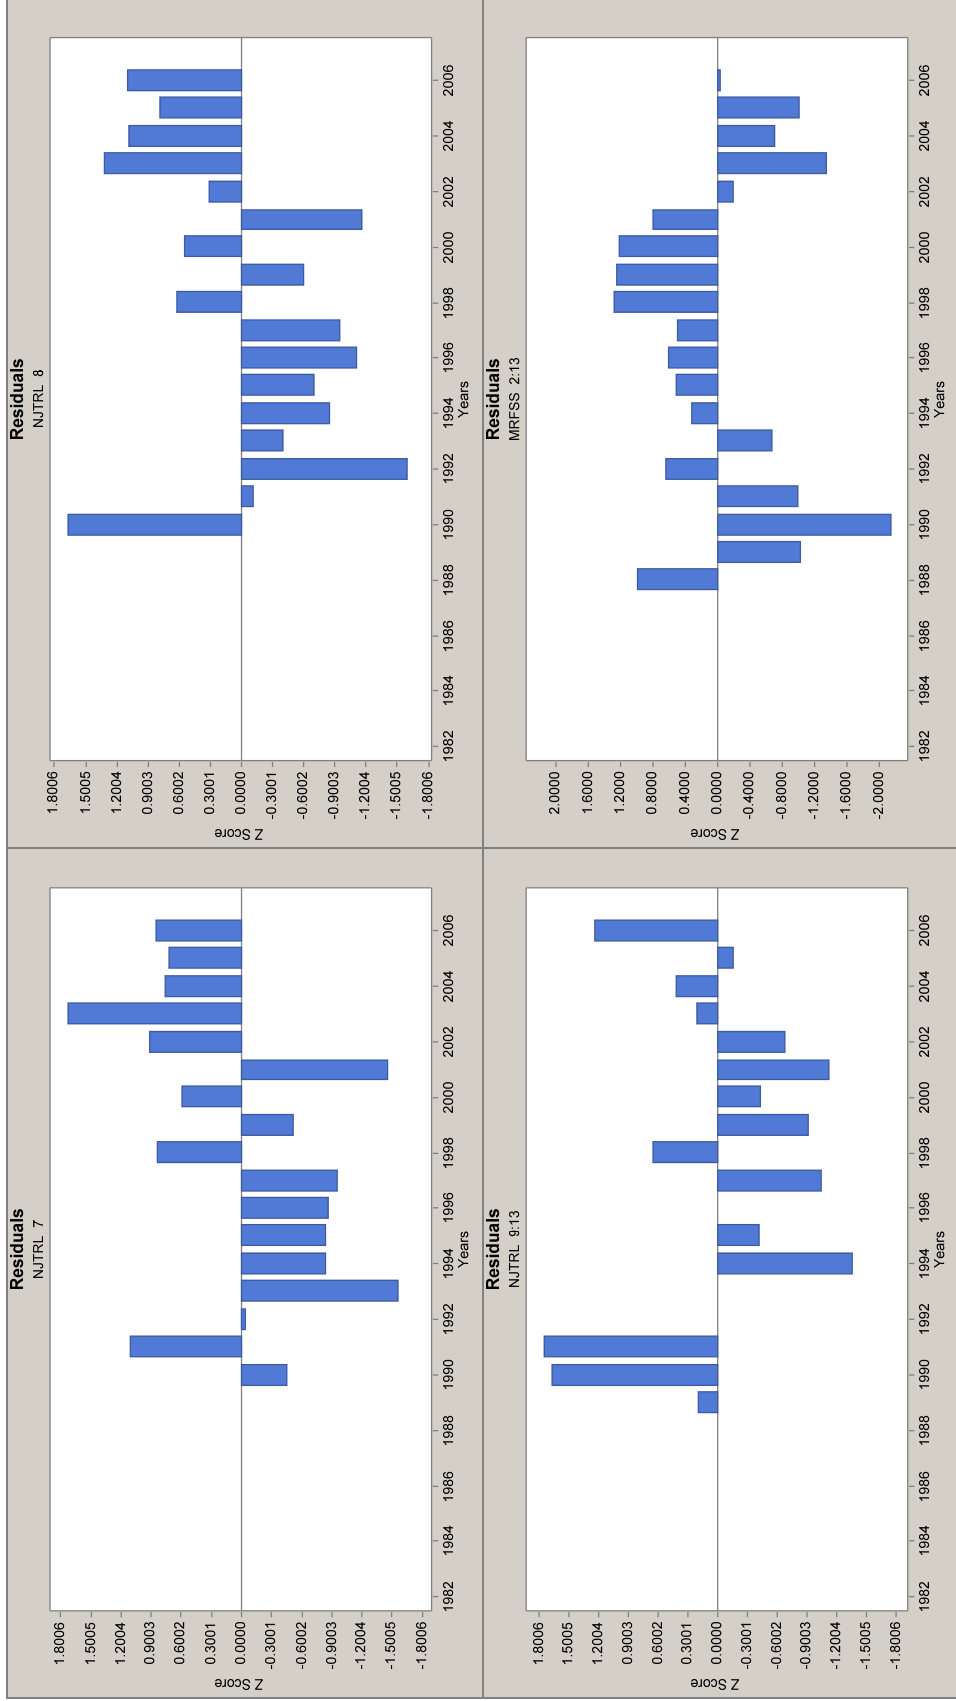 Residuals
NJTRL 7
Z Score
1.8006
1.5005
1.2004
0.9003
0.6002
0.3001
0.0000
-0.3001
-0.6002
-0.9003
-1.2004
-1.5005
-1.8006
1982 1984 1986 1988 1990 1992 1994 1996 1998 2000 2002 2004 2006
Years
Residuals
NJTRL 8
Z Score
1.8006
1.5005
1.2004
0.9003
0.6002
0.3001
0.0000
-0.3001
-0.6002
-0.9003
-1.2004
-1.5005
-1.8006
1982 1984 1986 1988 1990 1992 1994 1996 1998 2000 2002 2004 2006
Years
Residuals
NJTRL 9:13
Z Score
1.8006
1.5005
1.2004
0.9003
0.6002
0.3001
0.0000
-0.3001
-0.6002
-0.9003
-1.2004
-1.5005
-1.8006
1982 1984 1986 1988 1990 1992 1994 1996 1998 2000 2002 2004 2006
Years
Residuals
MRFSS 2:13
Z Score
2.0000
1.6000
1.2000
0.8000
0.4000
0.0000
-0.4000
-0.8000
-1.2000
-1.6000
-2.0000
1982 1984 1986 1988 1990 1992 1994 1996 1998 2000 2002 2004 2006
Years